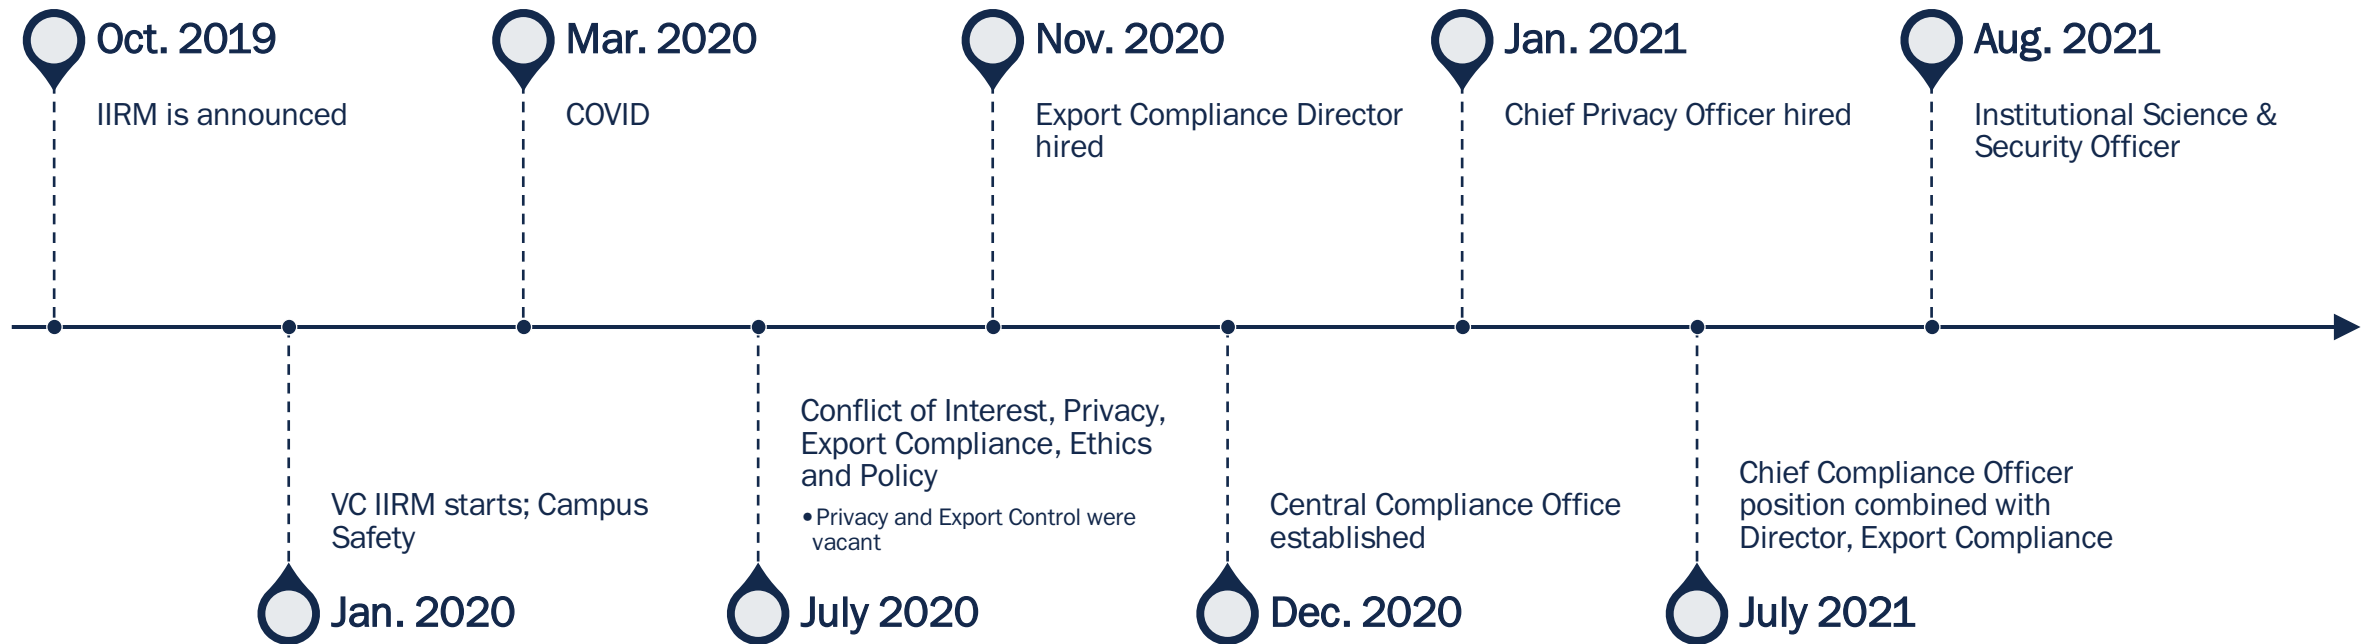 Oct. 2019
IIRM is announced
Mar. 2020
COVID
Nov. 2020
Export Compliance Director
hired
Jan. 2021
Chief Privacy Officer hired
Aug. 2021
Institutional Science &
Security Officer
VC IIRM starts; Campus
Safety
Jan. 2020
Conflict of Interest, Privacy,
Export Compliance, Ethics
and Policy
•Privacy and Export Control were
vacant
July 2020
Central Compliance Office
established
Dec. 2020
Chief Compliance Officer
position combined with
Director, Export Compliance
July 2021